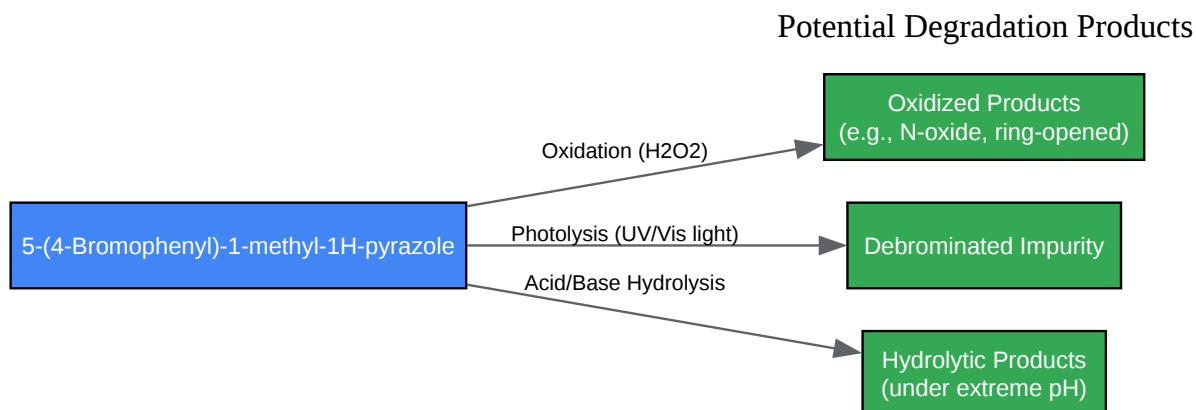 Potential Degradation Products
Oxidized Products
(e.g., N-oxide, ring-opened)
Oxidation (H2O2)
5-(4-Bromophenyl)-1-methyl-1H-pyrazole
Photolysis (UV/Vis light)
Debrominated Impurity
Acid/Base Hydrolysis
Hydrolytic Products
(under extreme pH)